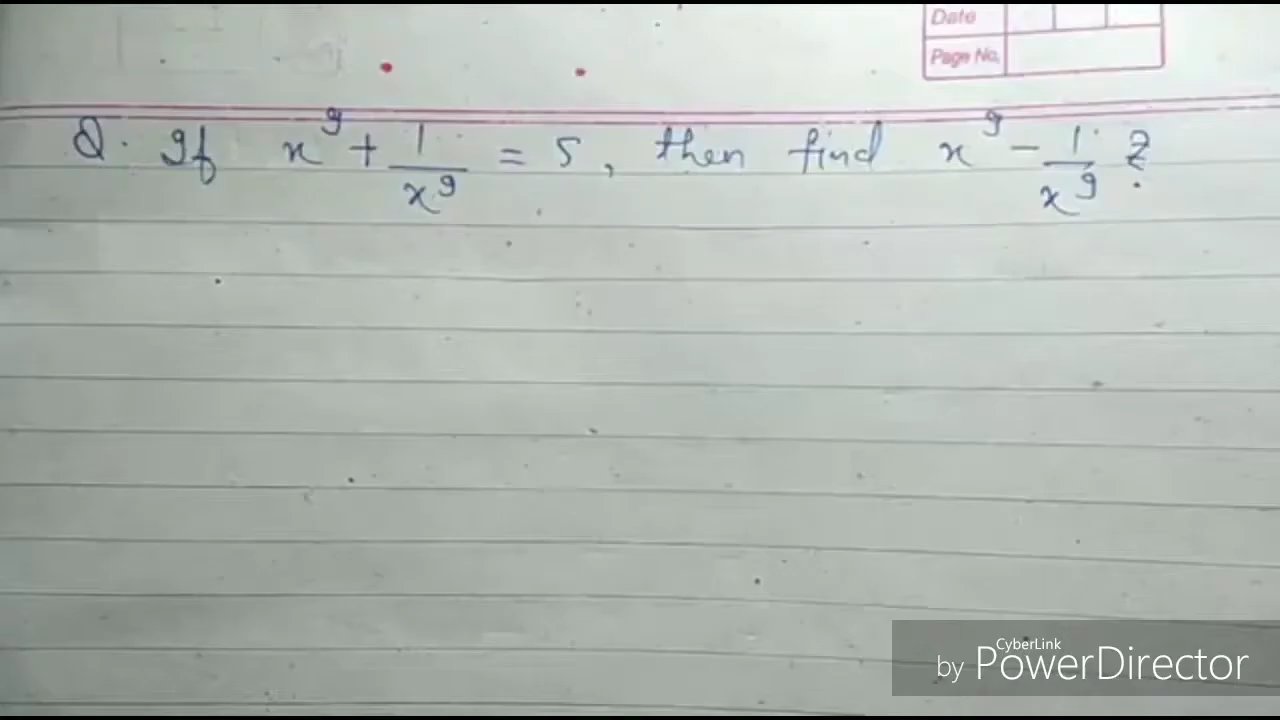 Date
Page No.
Q. If x⁹ + 1/x⁹ = 5, then find x⁹ - 1/x⁹ ?
CyberLink
by PowerDirector